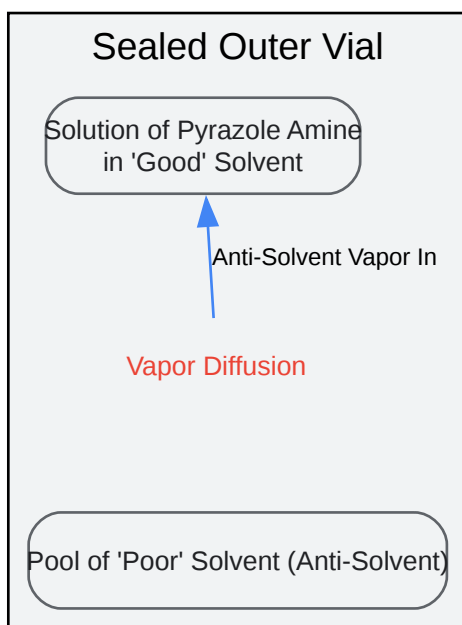 Sealed Outer Vial
Solution of Pyrazole Amine
in 'Good' Solvent
Anti-Solvent Vapor In
Vapor Diffusion
Pool of 'Poor' Solvent (Anti-Solvent)